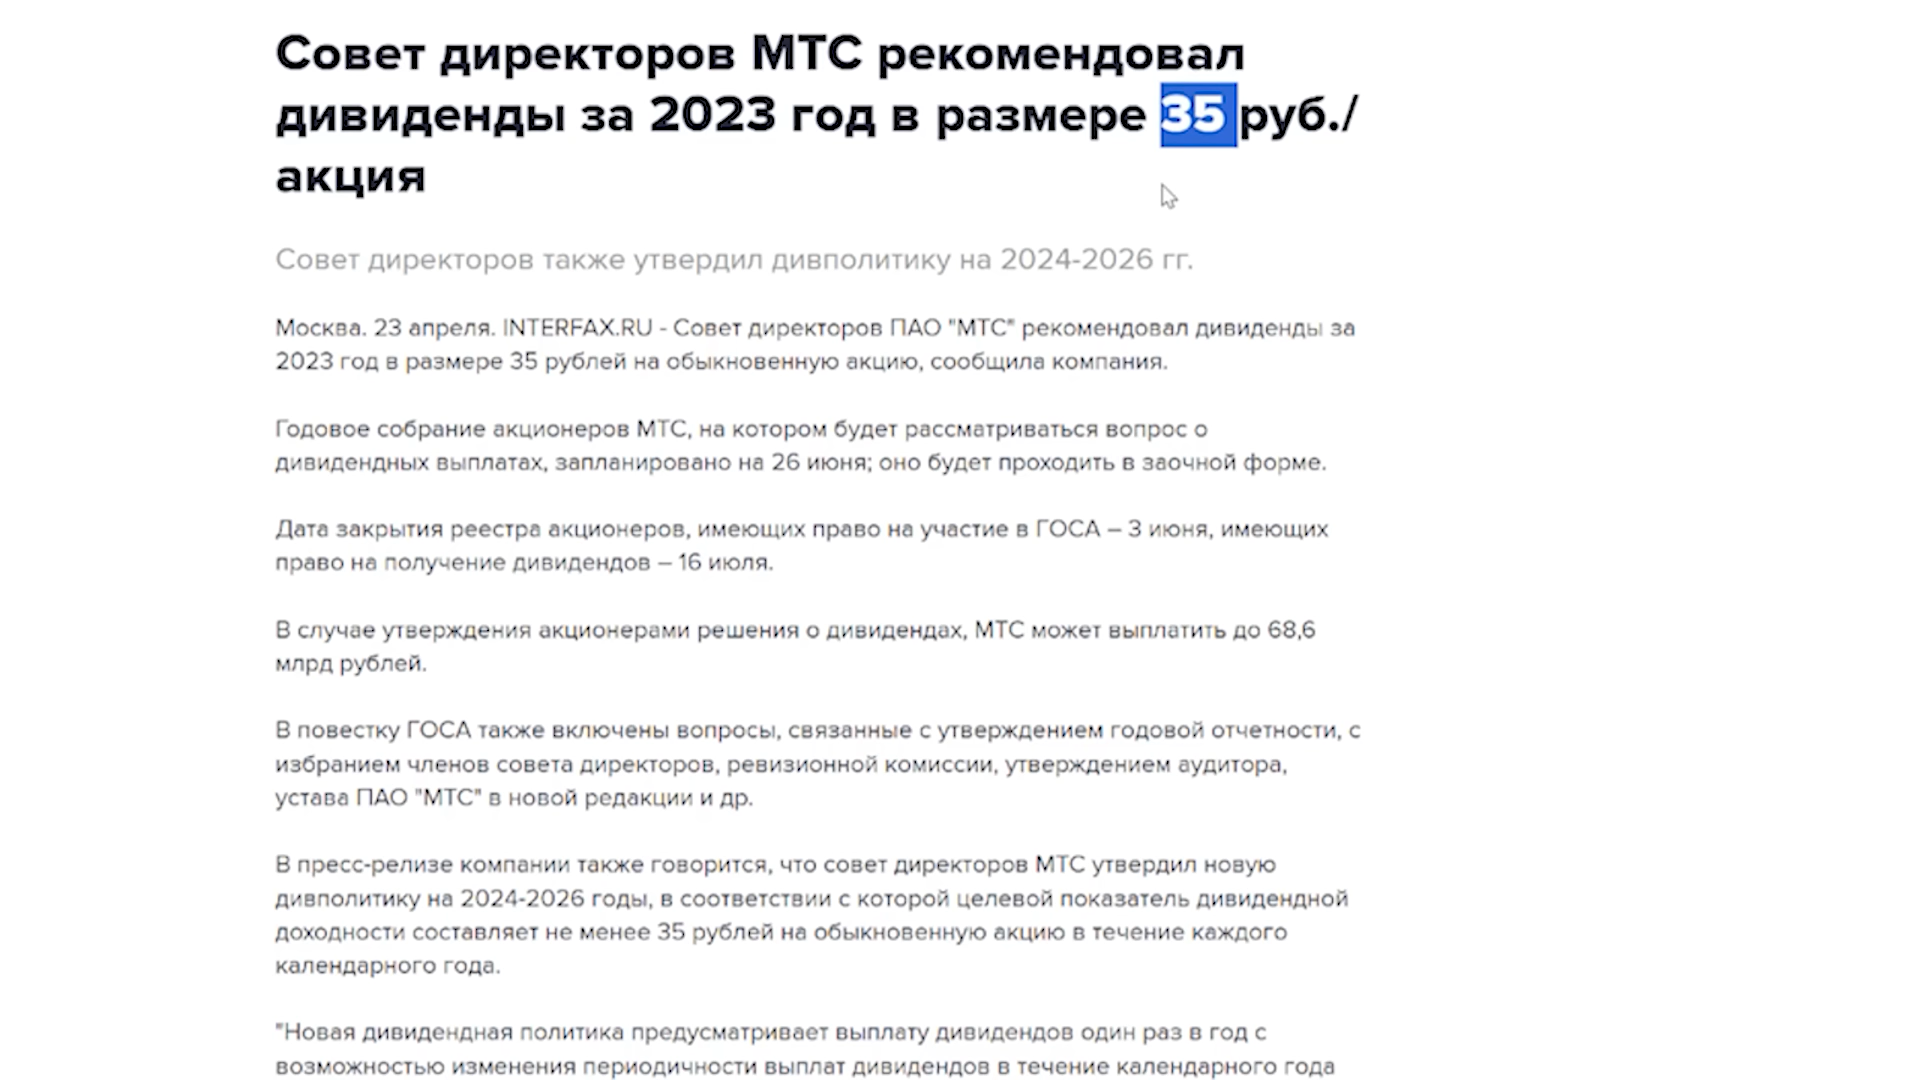 Совет директоров МТС рекомендовал
дивиденды за 2023 год в размере 35 руб./
акция
Совет директоров также утвердил дивполитику на 2024-2026 гг.
Москва. 23 апреля. INTERFAX.RU - Совет директоров ПАО "МТС" рекомендовал дивиденды за
2023 год в размере 35 рублей на обыкновенную акцию, сообщила компания.
Годовое собрание акционеров МТС, на котором будет рассматриваться вопрос о
дивидендных выплатах, запланировано на 26 июня; оно будет проходить в заочной форме.
Дата закрытия реестра акционеров, имеющих право на участие в ГОСА – 3 июня, имеющих
право на получение дивидендов – 16 июля.
В случае утверждения акционерами решения о дивидендах, МТС может выплатить до 68,6
млрд рублей.
В повестку ГОСА также включены вопросы, связанные с утверждением годовой отчетности, с
избранием членов совета директоров, ревизионной комиссии, утверждением аудитора,
устава ПАО "МТС" в новой редакции и др.
В пресс-релизе компании также говорится, что совет директоров МТС утвердил новую
дивполитику на 2024-2026 годы, в соответствии с которой целевой показатель дивидендной
доходности составляет не менее 35 рублей на обыкновенную акцию в течение каждого
календарного года.
"Новая дивидендная политика предусматривает выплату дивидендов один раз в год с
возможностью изменения периодичности выплат дивидендов в течение календарного года